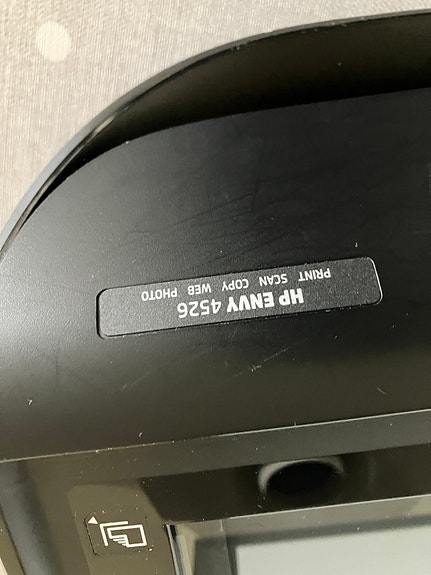 HP ENVY 4526
PRINT SCAN COPY WEB PHOTO